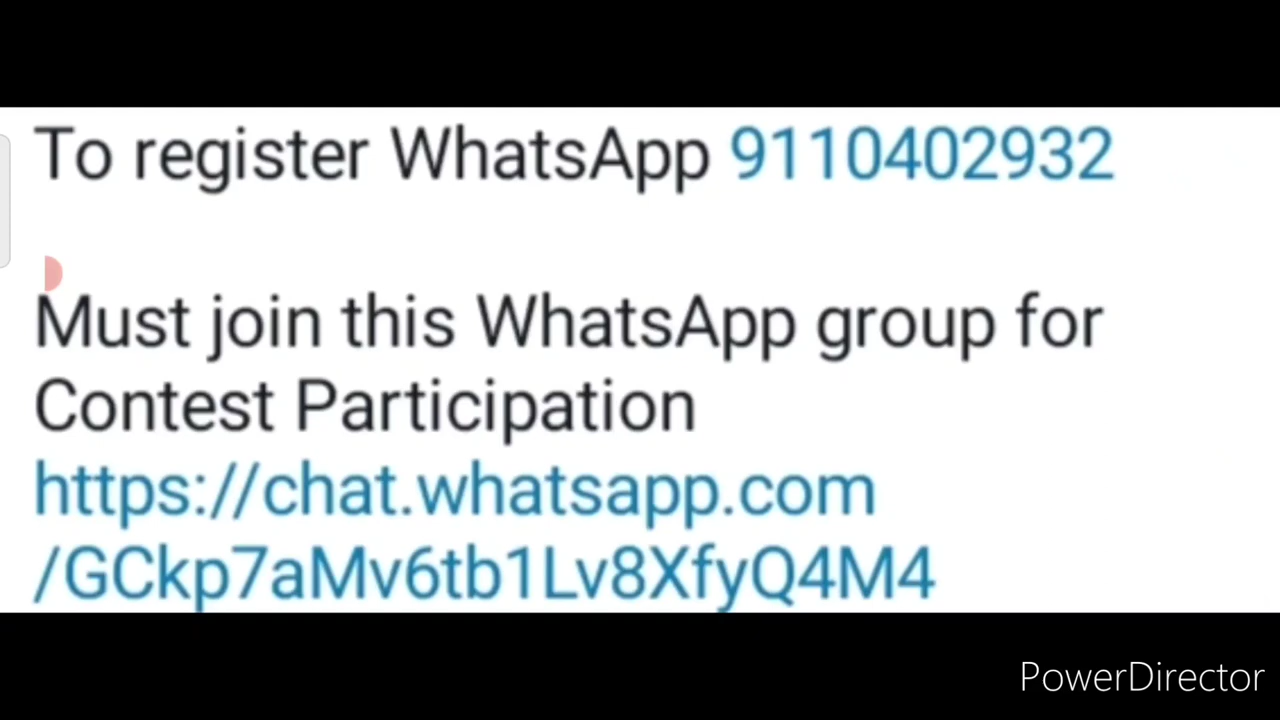 To register WhatsApp 9110402932
Must join this WhatsApp group for
Contest Participation
https://chat.whatsapp.com
/GCkp7aMv6tb1Lv8XfyQ4M4
PowerDirector